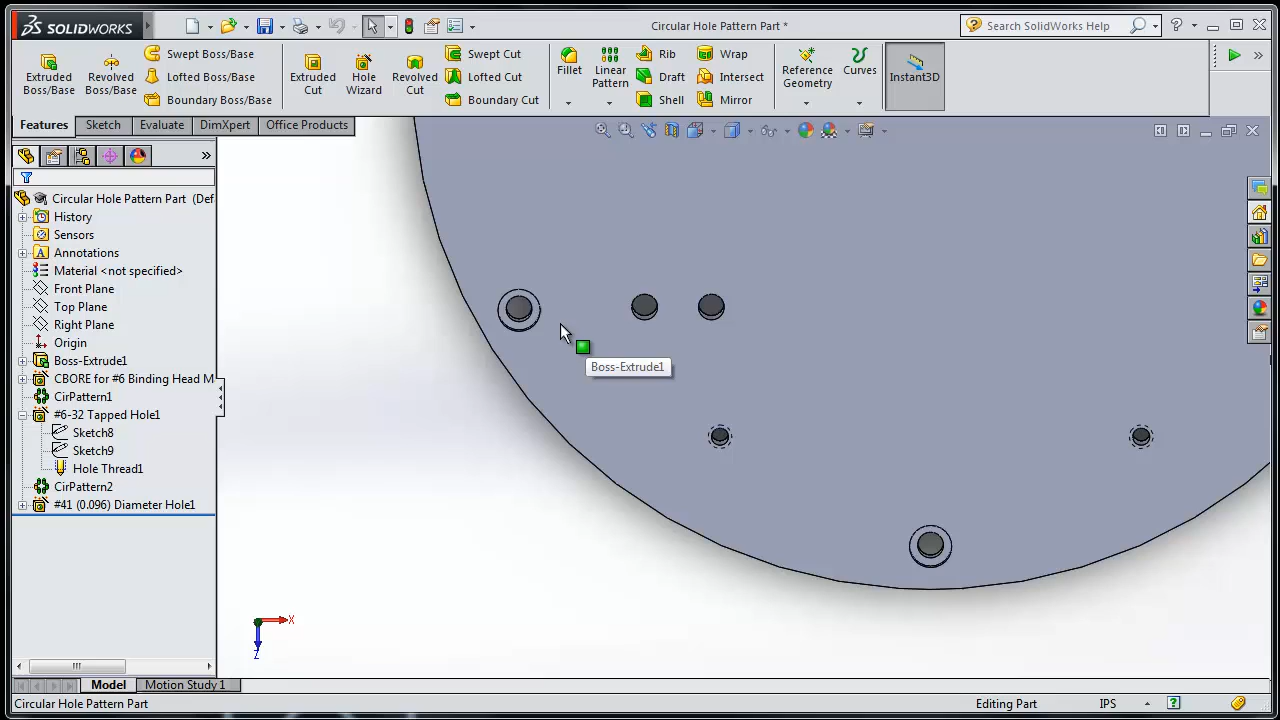 SOLIDWORKS
Circular Hole Pattern Part *
Search SolidWorks Help
Extruded Boss/Base
Revolved Boss/Base
Swept Boss/Base
Lofted Boss/Base
Boundary Boss/Base
Extruded Cut
Hole Wizard
Revolved Cut
Swept Cut
Lofted Cut
Boundary Cut
Fillet
Linear Pattern
Rib
Draft
Shell
Wrap
Intersect
Mirror
Reference Geometry
Curves
Instant3D
Features
Sketch
Evaluate
DimXpert
Office Products
Circular Hole Pattern Part (Def
History
Sensors
Annotations
Material <not specified>
Front Plane
Top Plane
Right Plane
Origin
Boss-Extrude1
CBORE for #6 Binding Head M
CirPattern1
#6-32 Tapped Hole1
Sketch8
Sketch9
Hole Thread1
CirPattern2
#41 (0.096) Diameter Hole1
Boss-Extrude1
X
Z
Model
Motion Study 1
Circular Hole Pattern Part
Editing Part
IPS